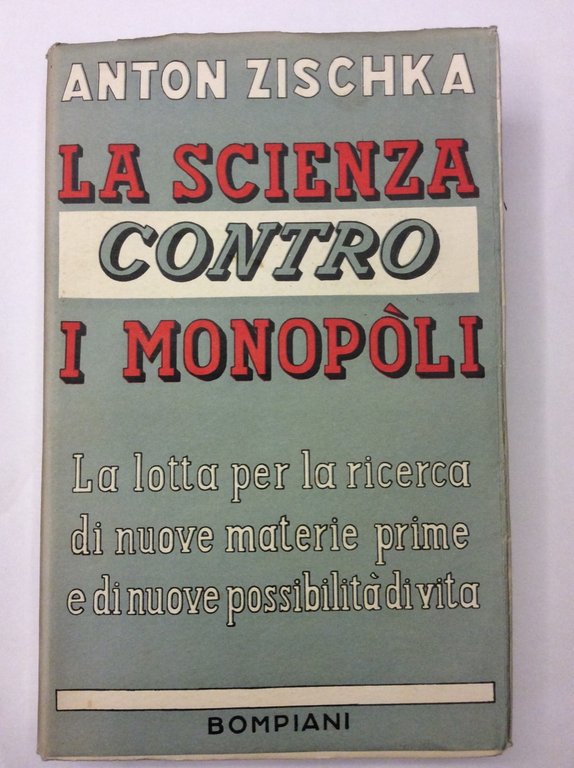 ANTON ZISCHKA
LA SCIENZA
CONTRO
I MONOPÒLI
La lotta per la ricerca
di nuove materie prime
e di nuove possibilità di vita
BOMPIANI